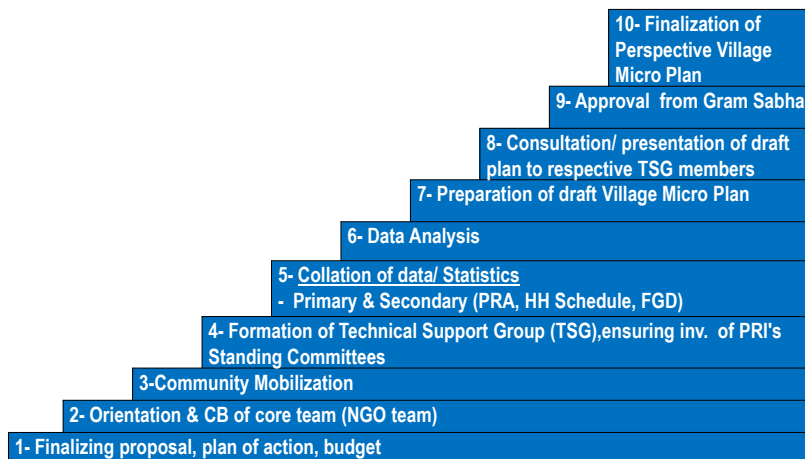 10- Finalization of
Perspective Village
Micro Plan
9- Approval  from Gram Sabha
8- Consultation/ presentation of draft
plan to respective TSG members
7- Preparation of draft Village Micro Plan
6- Data Analysis
5- Collation of data/ Statistics
-  Primary & Secondary (PRA, HH Schedule, FGD)
4- Formation of Technical Support Group (TSG),ensuring inv.  of PRI's
Standing Committees
3-Community Mobilization
2- Orientation & CB of core team (NGO team)
1- Finalizing proposal, plan of action, budget